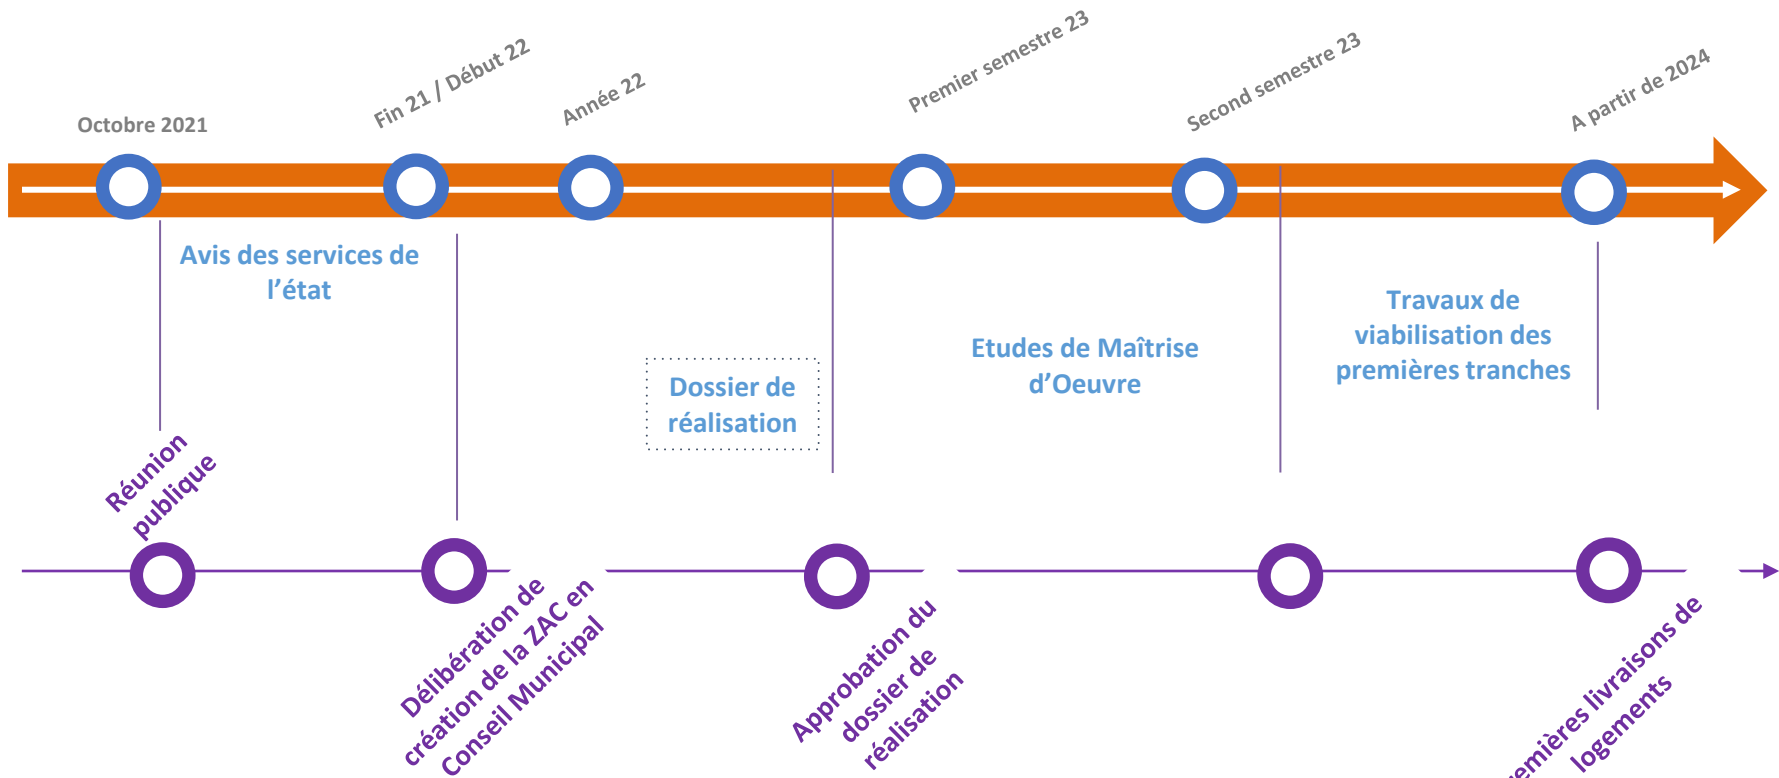 Octobre 2021
Fin 21 / Début 22
Année 22
Premier semestre 23
Second semestre 23
A partir de 2024
Avis des services de
l'état
Dossier de
réalisation
Etudes de Maîtrise
d'Oeuvre
Travaux de
viabilisation des
premières tranches
Réunion
publique
Délibération de
création de la ZAC en
Conseil Municipal
Approbation du
dossier de
réalisation
livraisons de
logements